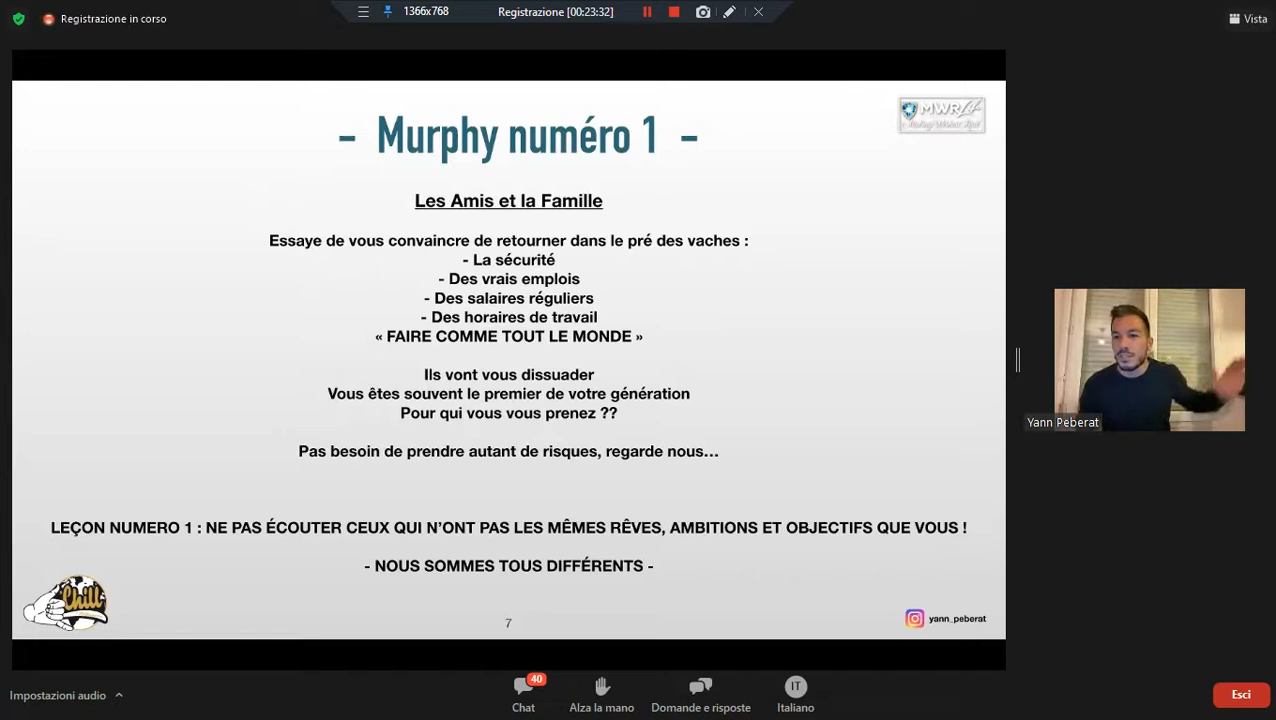 Registrazione in corso
1366x768
Registrazione [00:23:32]
Vista
- Murphy numéro 1 -
MWR Life
Les Amis et la Famille
Essaye de vous convaincre de retourner dans le pré des vaches :
- La sécurité
- Des vrais emplois
- Des salaires réguliers
- Des horaires de travail
« FAIRE COMME TOUT LE MONDE »
Ils vont vous dissuader
Vous êtes souvent le premier de votre génération
Pour qui vous vous prenez ??
Pas besoin de prendre autant de risques, regarde nous…
LEÇON NUMERO 1 : NE PAS ÉCOUTER CEUX QUI N’ONT PAS LES MÊMES RÊVES, AMBITIONS ET OBJECTIFS QUE VOUS !
- NOUS SOMMES TOUS DIFFÉRENTS -
Chill
7
yann_peberat
Yann Peberat
Impostazioni audio
40
Chat
Alza la mano
Domande e risposte
IT
Italiano
Esci